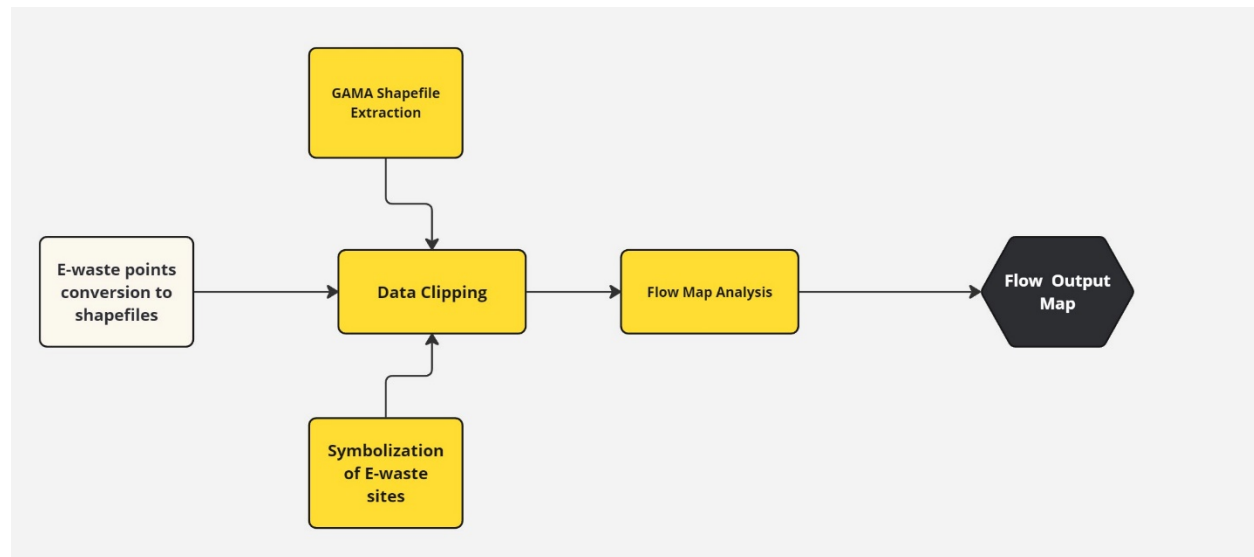 GAMA Shapefile
Extraction
E-waste points
conversion to
shapefiles
Data Clipping
Flow Map Analysis
Flow Output
Map
Symbolization
of E-waste
sites